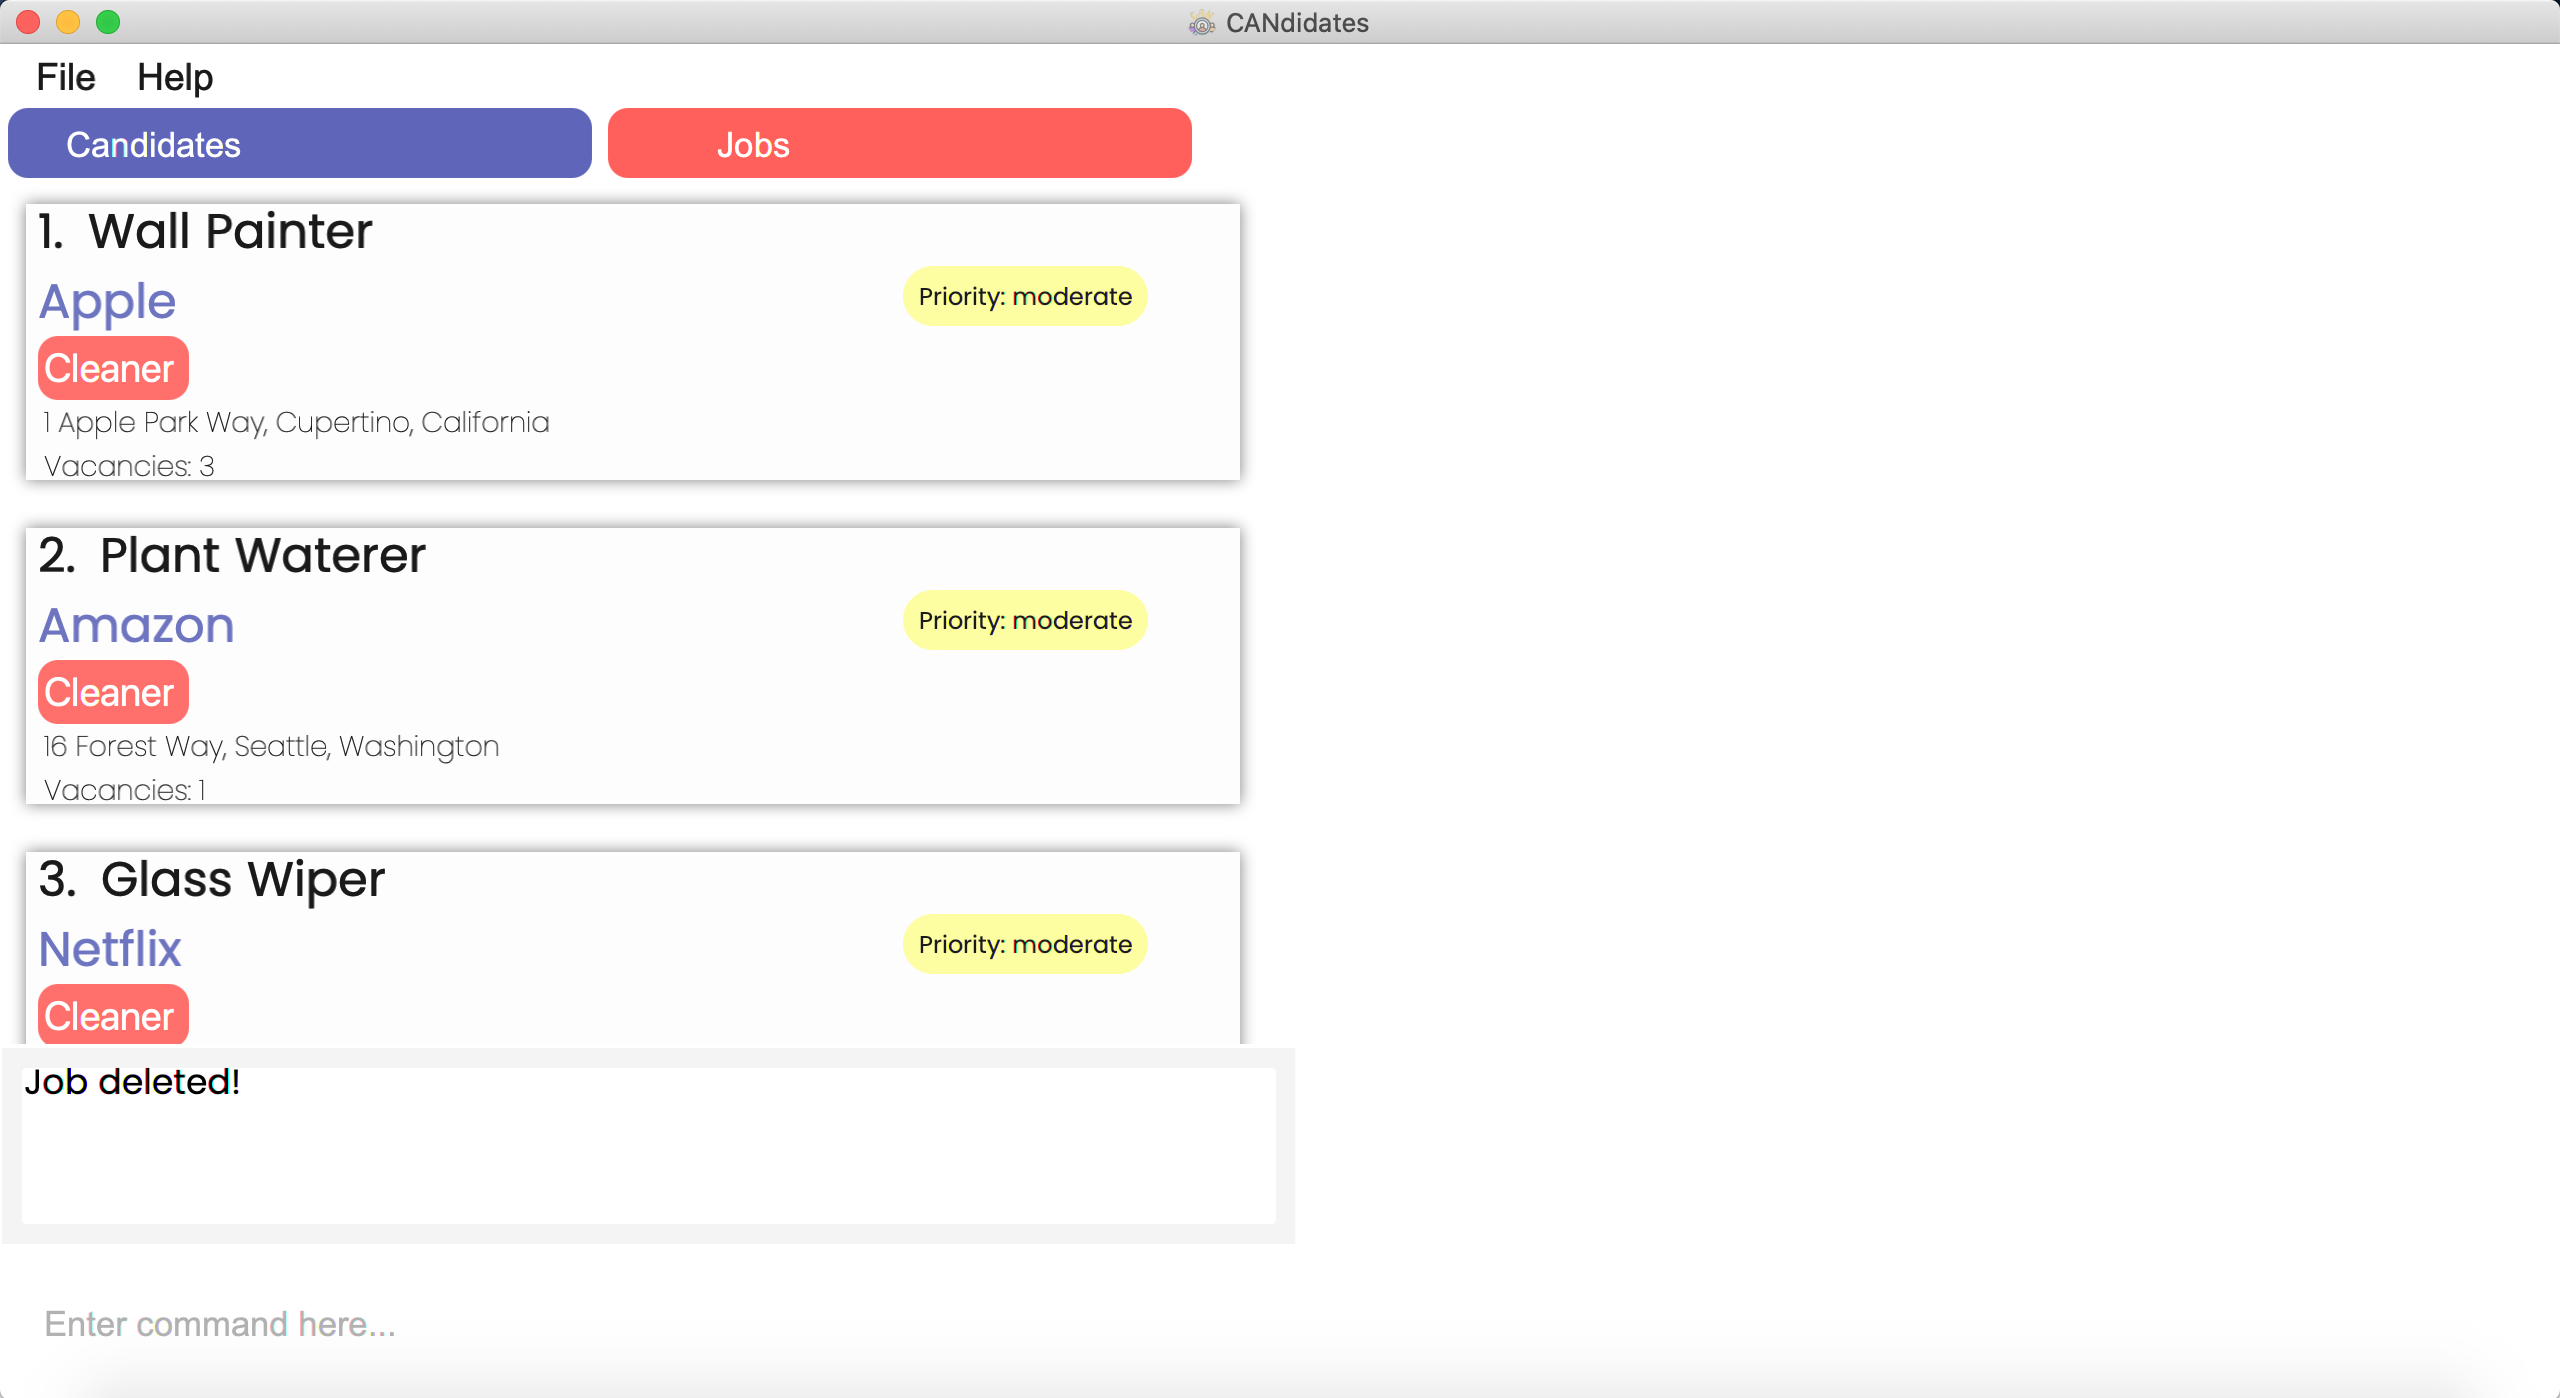 CANdidates
File Help
Candidates Jobs
1. Wall Painter
Apple
Priority: moderate
Cleaner
1 Apple Park Way, Cupertino, California
Vacancies: 3
2. Plant Waterer
Amazon
Priority: moderate
Cleaner
16 Forest Way, Seattle, Washington
Vacancies: 1
3. Glass Wiper
Netflix
Priority: moderate
Cleaner
Job deleted!
Enter command here...